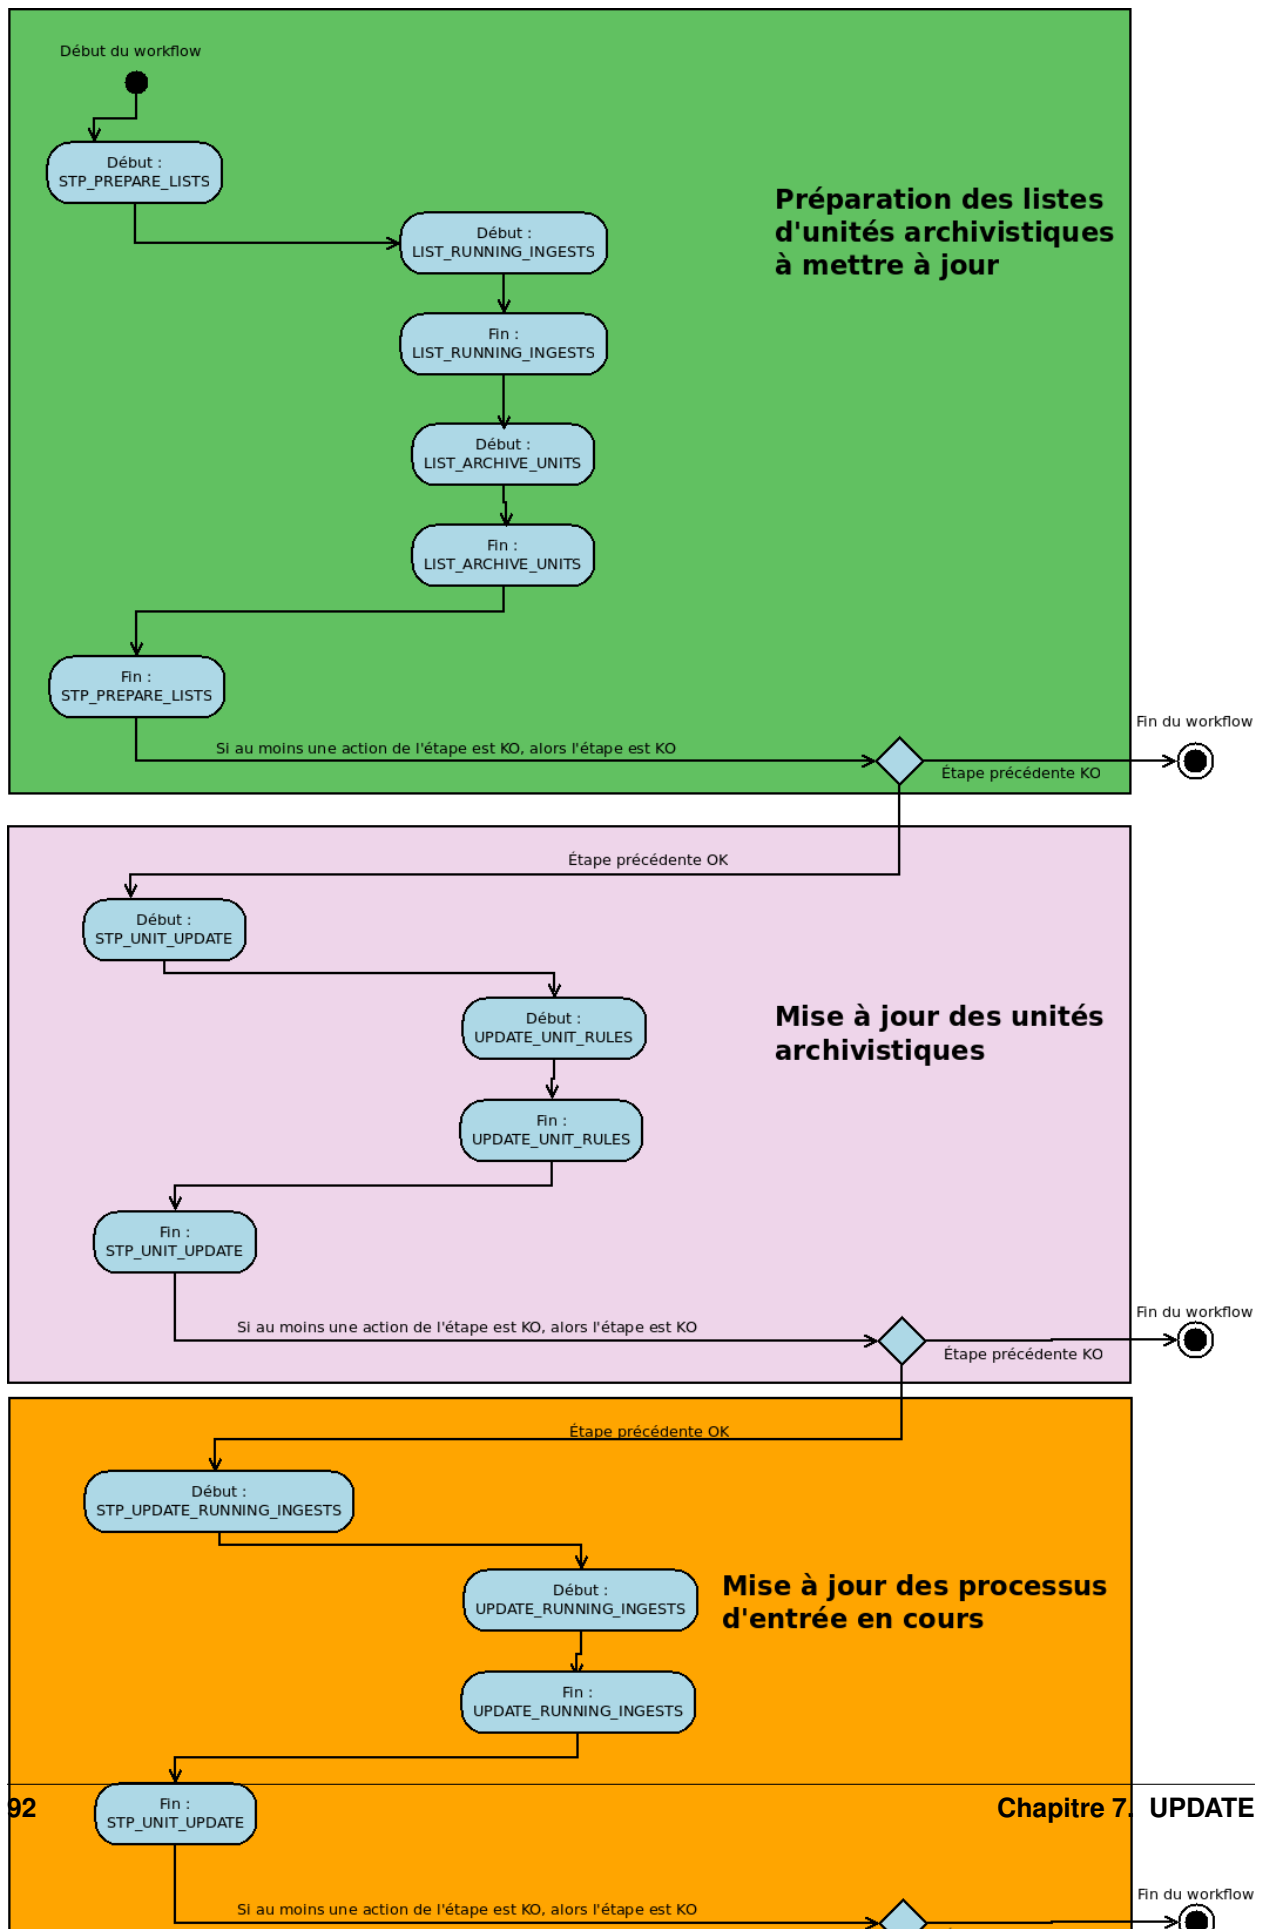 Début du workflow
Début :
STP_PREPARE_LISTS
Préparation des listes
d'unités archivistiques
à mettre à jour
Début :
LIST_RUNNING_INGESTS
Fin :
LIST_RUNNING_INGESTS
Début :
LIST_ARCHIVE_UNITS
Fin :
LIST_ARCHIVE_UNITS
Fin :
STP_PREPARE_LISTS
Fin du workflow
Si au moins une action de l'étape est KO, alors l'étape est KO
Étape précédente KO
Étape précédente OK
Début :
STP_UNIT_UPDATE
Mise à jour des unités
archivistiques
Début :
UPDATE_UNIT_RULES
Fin :
UPDATE_UNIT_RULES
Fin :
STP_UNIT_UPDATE
Fin du workflow
Si au moins une action de l'étape est KO, alors l'étape est KO
Étape précédente KO
Étape précédente OK
Début :
STP_UPDATE_RUNNING_INGESTS
Mise à jour des processus
d'entrée en cours
Début :
UPDATE_RUNNING_INGESTS
Fin :
UPDATE_RUNNING_INGESTS
Fin :
STP_UNIT_UPDATE
92
Chapitre 7. UPDATE
Fin du workflow
Si au moins une action de l'étape est KO, alors l'étape est KO